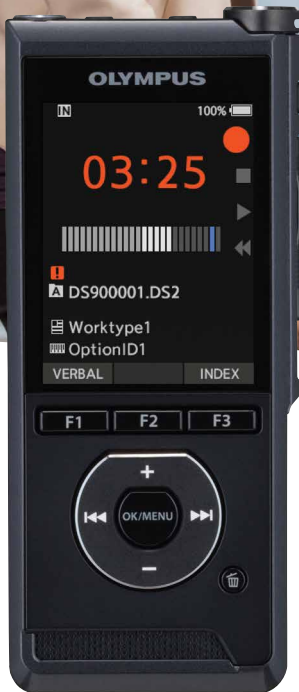 OLYMPUS
IN 100%
03:25
!
A DS900001.DS2
Worktype1
OptionID1
VERBAL INDEX
F1 F2 F3
+
OK/MENU
−